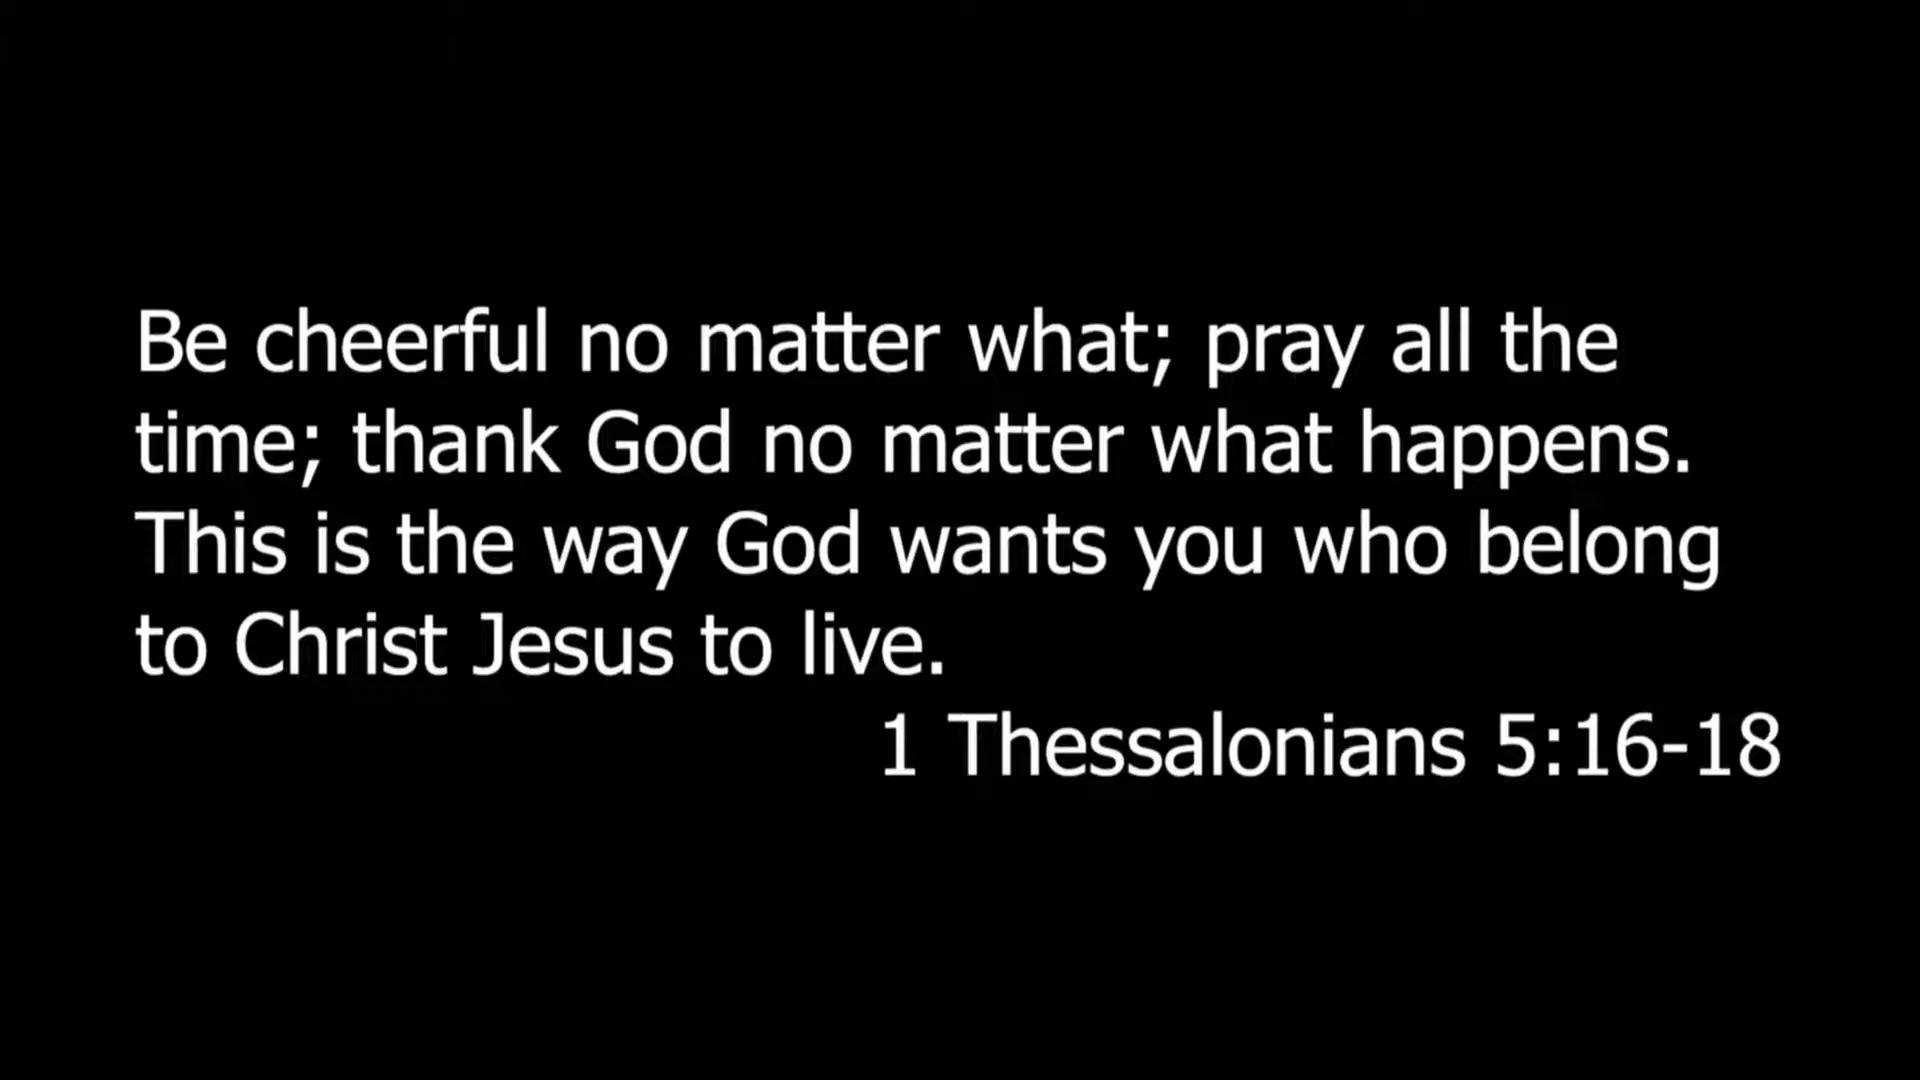 Be cheerful no matter what; pray all the
time; thank God no matter what happens.
This is the way God wants you who belong
to Christ Jesus to live.
1 Thessalonians 5:16-18